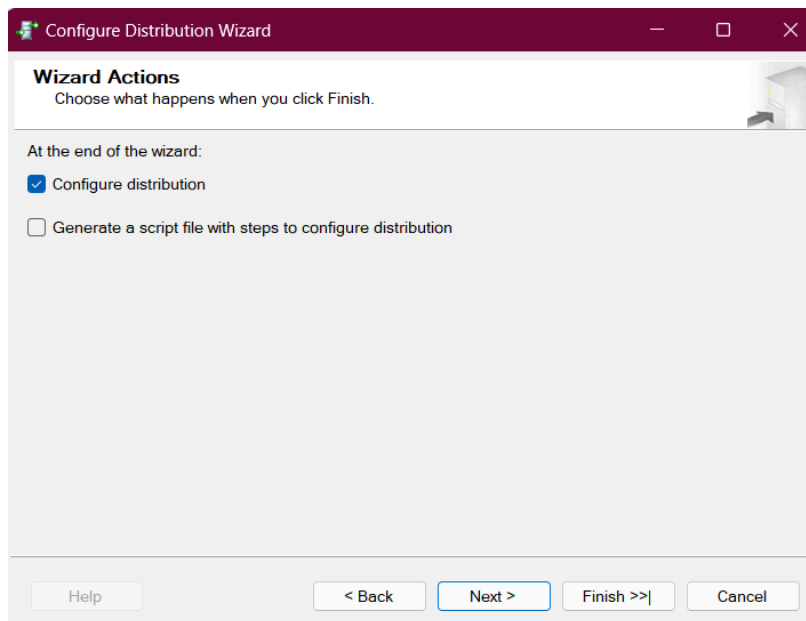 Configure Distribution Wizard
Wizard Actions
Choose what happens when you click Finish.
At the end of the wizard:
Configure distribution
Generate a script file with steps to configure distribution
Help
< Back
Next >
Finish >>|
Cancel